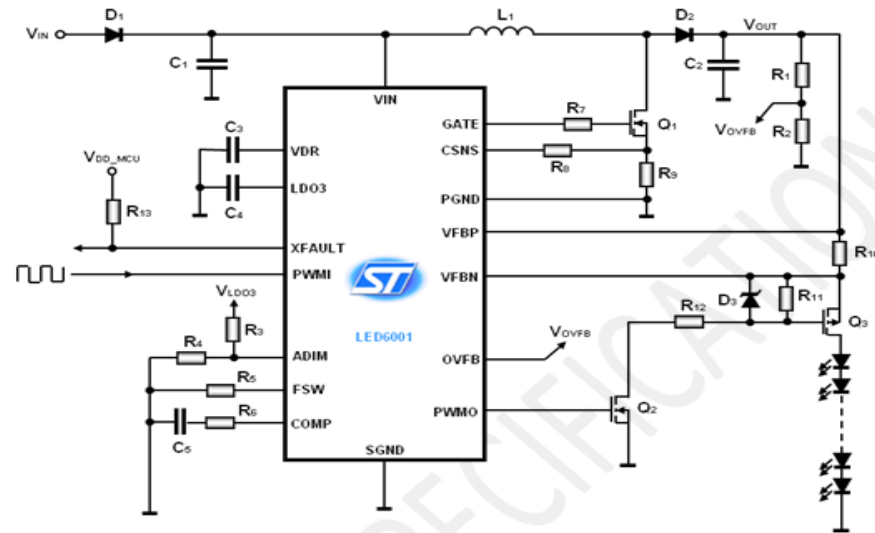 VIN
D1
L1
D2
VOUT
C1
C2
R1
VIN
VOVFB
R2
C3
GATE
R7
Q1
VDD_MCU
VDR
CSNS
R8
R9
C4
LDO3
R13
PGND
VFBP
XFAULT
R10
PWMI
ST
VFBN
VLDO3
D3
R11
R12
Q3
R3
LED6001
VOVFB
R4
ADIM
OVFB
R5
FSW
Q2
R6
PWMO
C5
COMP
SGND
PECIFICATION